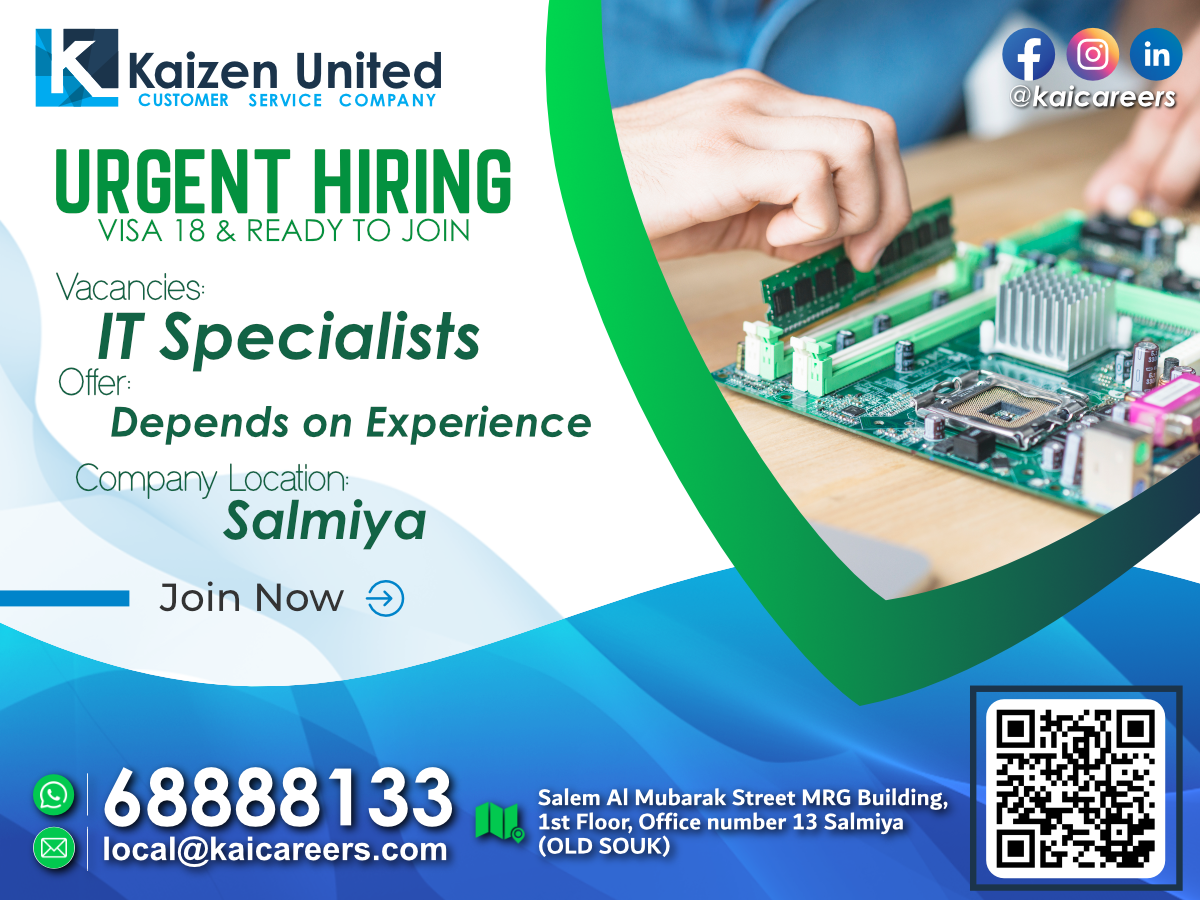 Kaizen United
CUSTOMER SERVICE COMPANY
@kaicareers
URGENT HIRING
VISA 18 & READY TO JOIN
Vacancies:
IT Specialists
Offer:
Depends on Experience
Company Location:
Salmiya
Join Now
68888133
local@kaicareers.com
Salem Al Mubarak Street MRG Building,
1st Floor, Office number 13 Salmiya
(OLD SOUK)